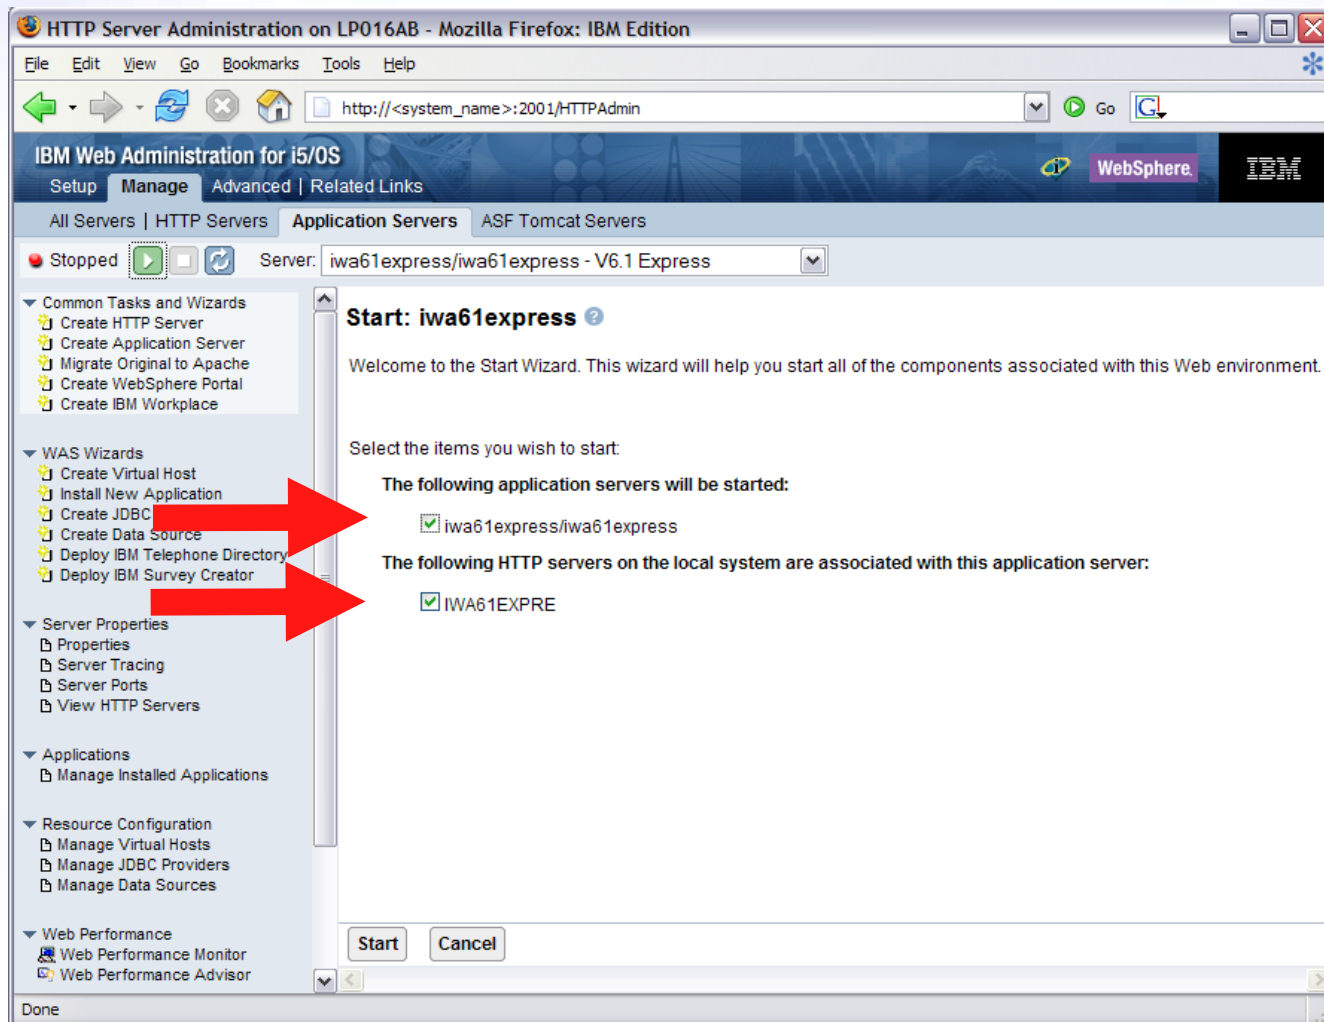 HTTP Server Administration on LP016AB - Mozilla Firefox: IBM Edition
File Edit View Go Bookmarks Tools Help
http://<system_name>:2001/HTTPAdmin Go G
IBM Web Administration for i5/OS
WebSphere. IBM
Setup Manage Advanced | Related Links
All Servers | HTTP Servers Application Servers ASF Tomcat Servers
Stopped Server: iwa61express/iwa61express - V6.1 Express
Common Tasks and Wizards
Create HTTP Server
Create Application Server
Migrate Original to Apache
Create WebSphere Portal
Create IBM Workplace
WAS Wizards
Create Virtual Host
Install New Application
Create JDBC
Create Data Source
Deploy IBM Telephone Directory
Deploy IBM Survey Creator
Server Properties
Properties
Server Tracing
Server Ports
View HTTP Servers
Applications
Manage Installed Applications
Resource Configuration
Manage Virtual Hosts
Manage JDBC Providers
Manage Data Sources
Web Performance
Web Performance Monitor
Web Performance Advisor
Start: iwa61express ?
Welcome to the Start Wizard. This wizard will help you start all of the components associated with this Web environment.
Select the items you wish to start:
The following application servers will be started:
iwa61express/iwa61express
The following HTTP servers on the local system are associated with this application server:
IWA61EXPRE
Start Cancel
Done